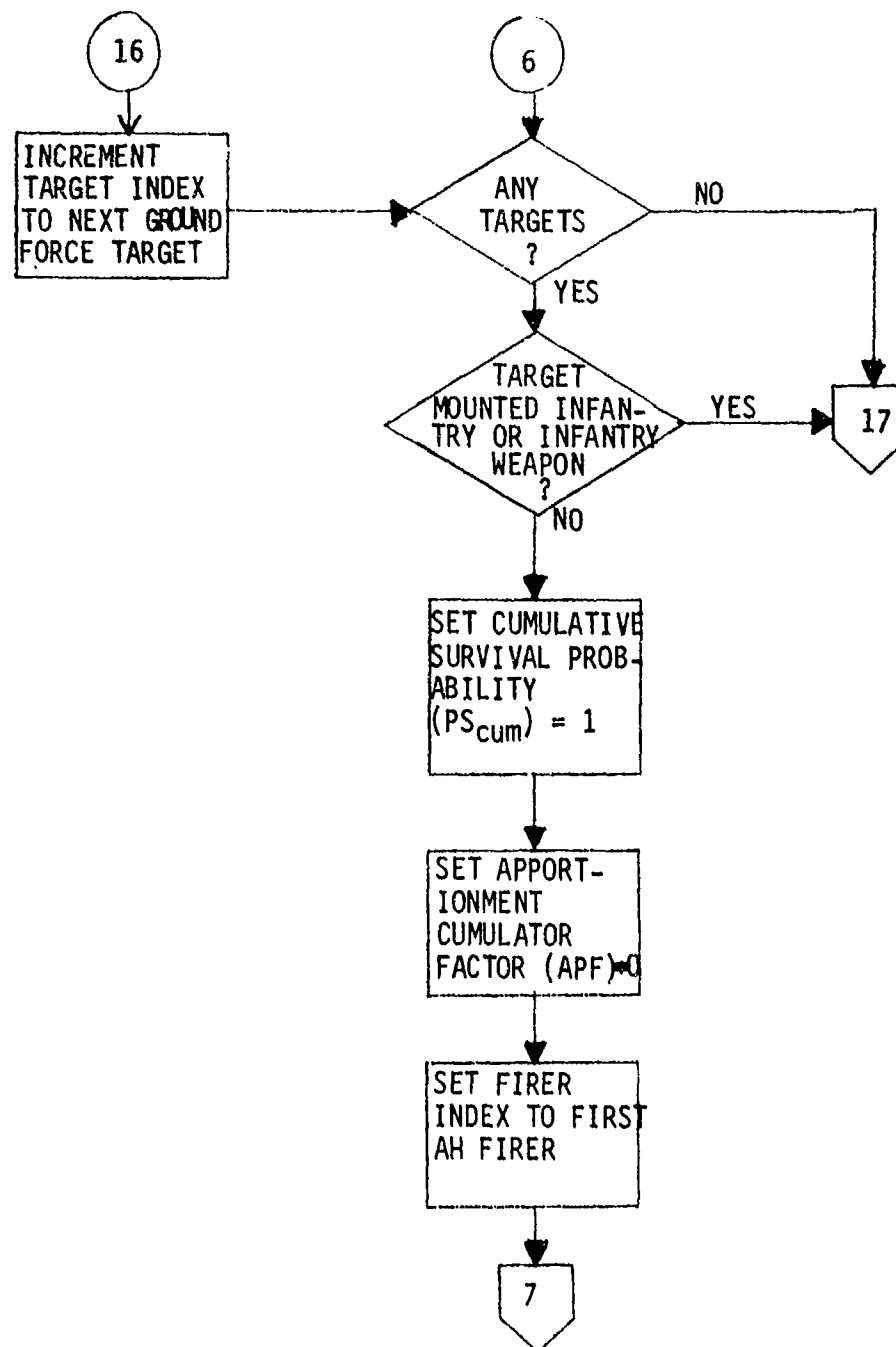 16
6
INCREMENT
TARGET INDEX
TO NEXT GROUND
FORCE TARGET
ANY
TARGETS
?
NO
YES
TARGET
MOUNTED INFAN-
TRY OR INFANTRY
WEAPON
?
YES
17
NO
SET CUMULATIVE
SURVIVAL PROB-
ABILITY
(PScum) = 1
SET APPORT-
IONMENT
CUMULATOR
FACTOR (APF)=0
SET FIRER
INDEX TO FIRST
AH FIRER
7